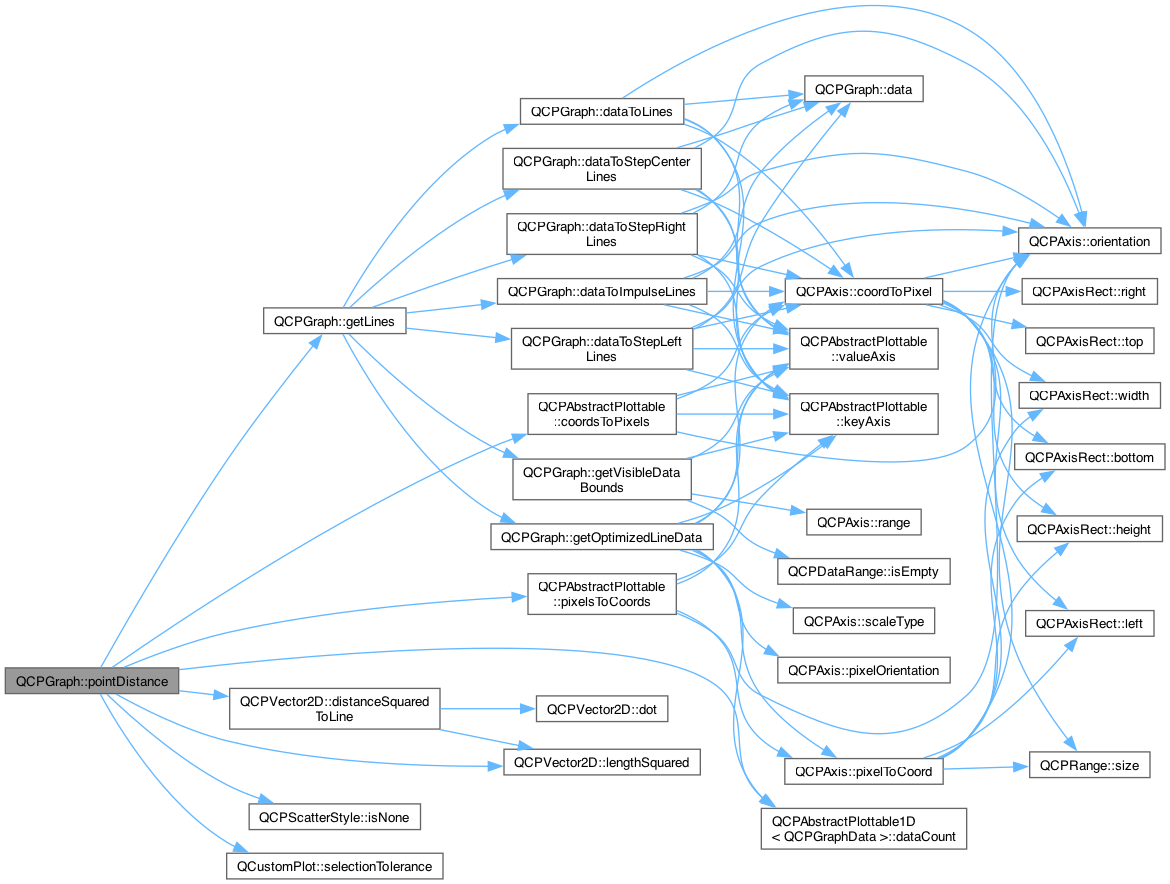 QCPGraph::pointDistance
QCPGraph::getLines
QCPGraph::dataToLines
QCPGraph::data
QCPGraph::dataToStepCenter
Lines
QCPGraph::dataToStepRight
Lines
QCPAxis::orientation
QCPGraph::dataToImpulseLines
QCPAxis::coordToPixel
QCPAxisRect::right
QCPGraph::dataToStepLeft
Lines
QCPAbstractPlottable
::valueAxis
QCPAxisRect::top
QCPAxisRect::width
QCPAbstractPlottable
::coordsToPixels
QCPAbstractPlottable
::keyAxis
QCPAxisRect::bottom
QCPGraph::getVisibleData
Bounds
QCPAxis::range
QCPAxisRect::height
QCPGraph::getOptimizedLineData
QCPDataRange::isEmpty
QCPAbstractPlottable
::pixelsToCoords
QCPAxis::scaleType
QCPAxisRect::left
QCPAxis::pixelOrientation
QCPVector2D::distanceSquared
ToLine
QCPVector2D::dot
QCPVector2D::lengthSquared
QCPAxis::pixelToCoord
QCPRange::size
QCPScatterStyle::isNone
QCPAbstractPlottable1D
< QCPGraphData >::dataCount
QCustomPlot::selectionTolerance